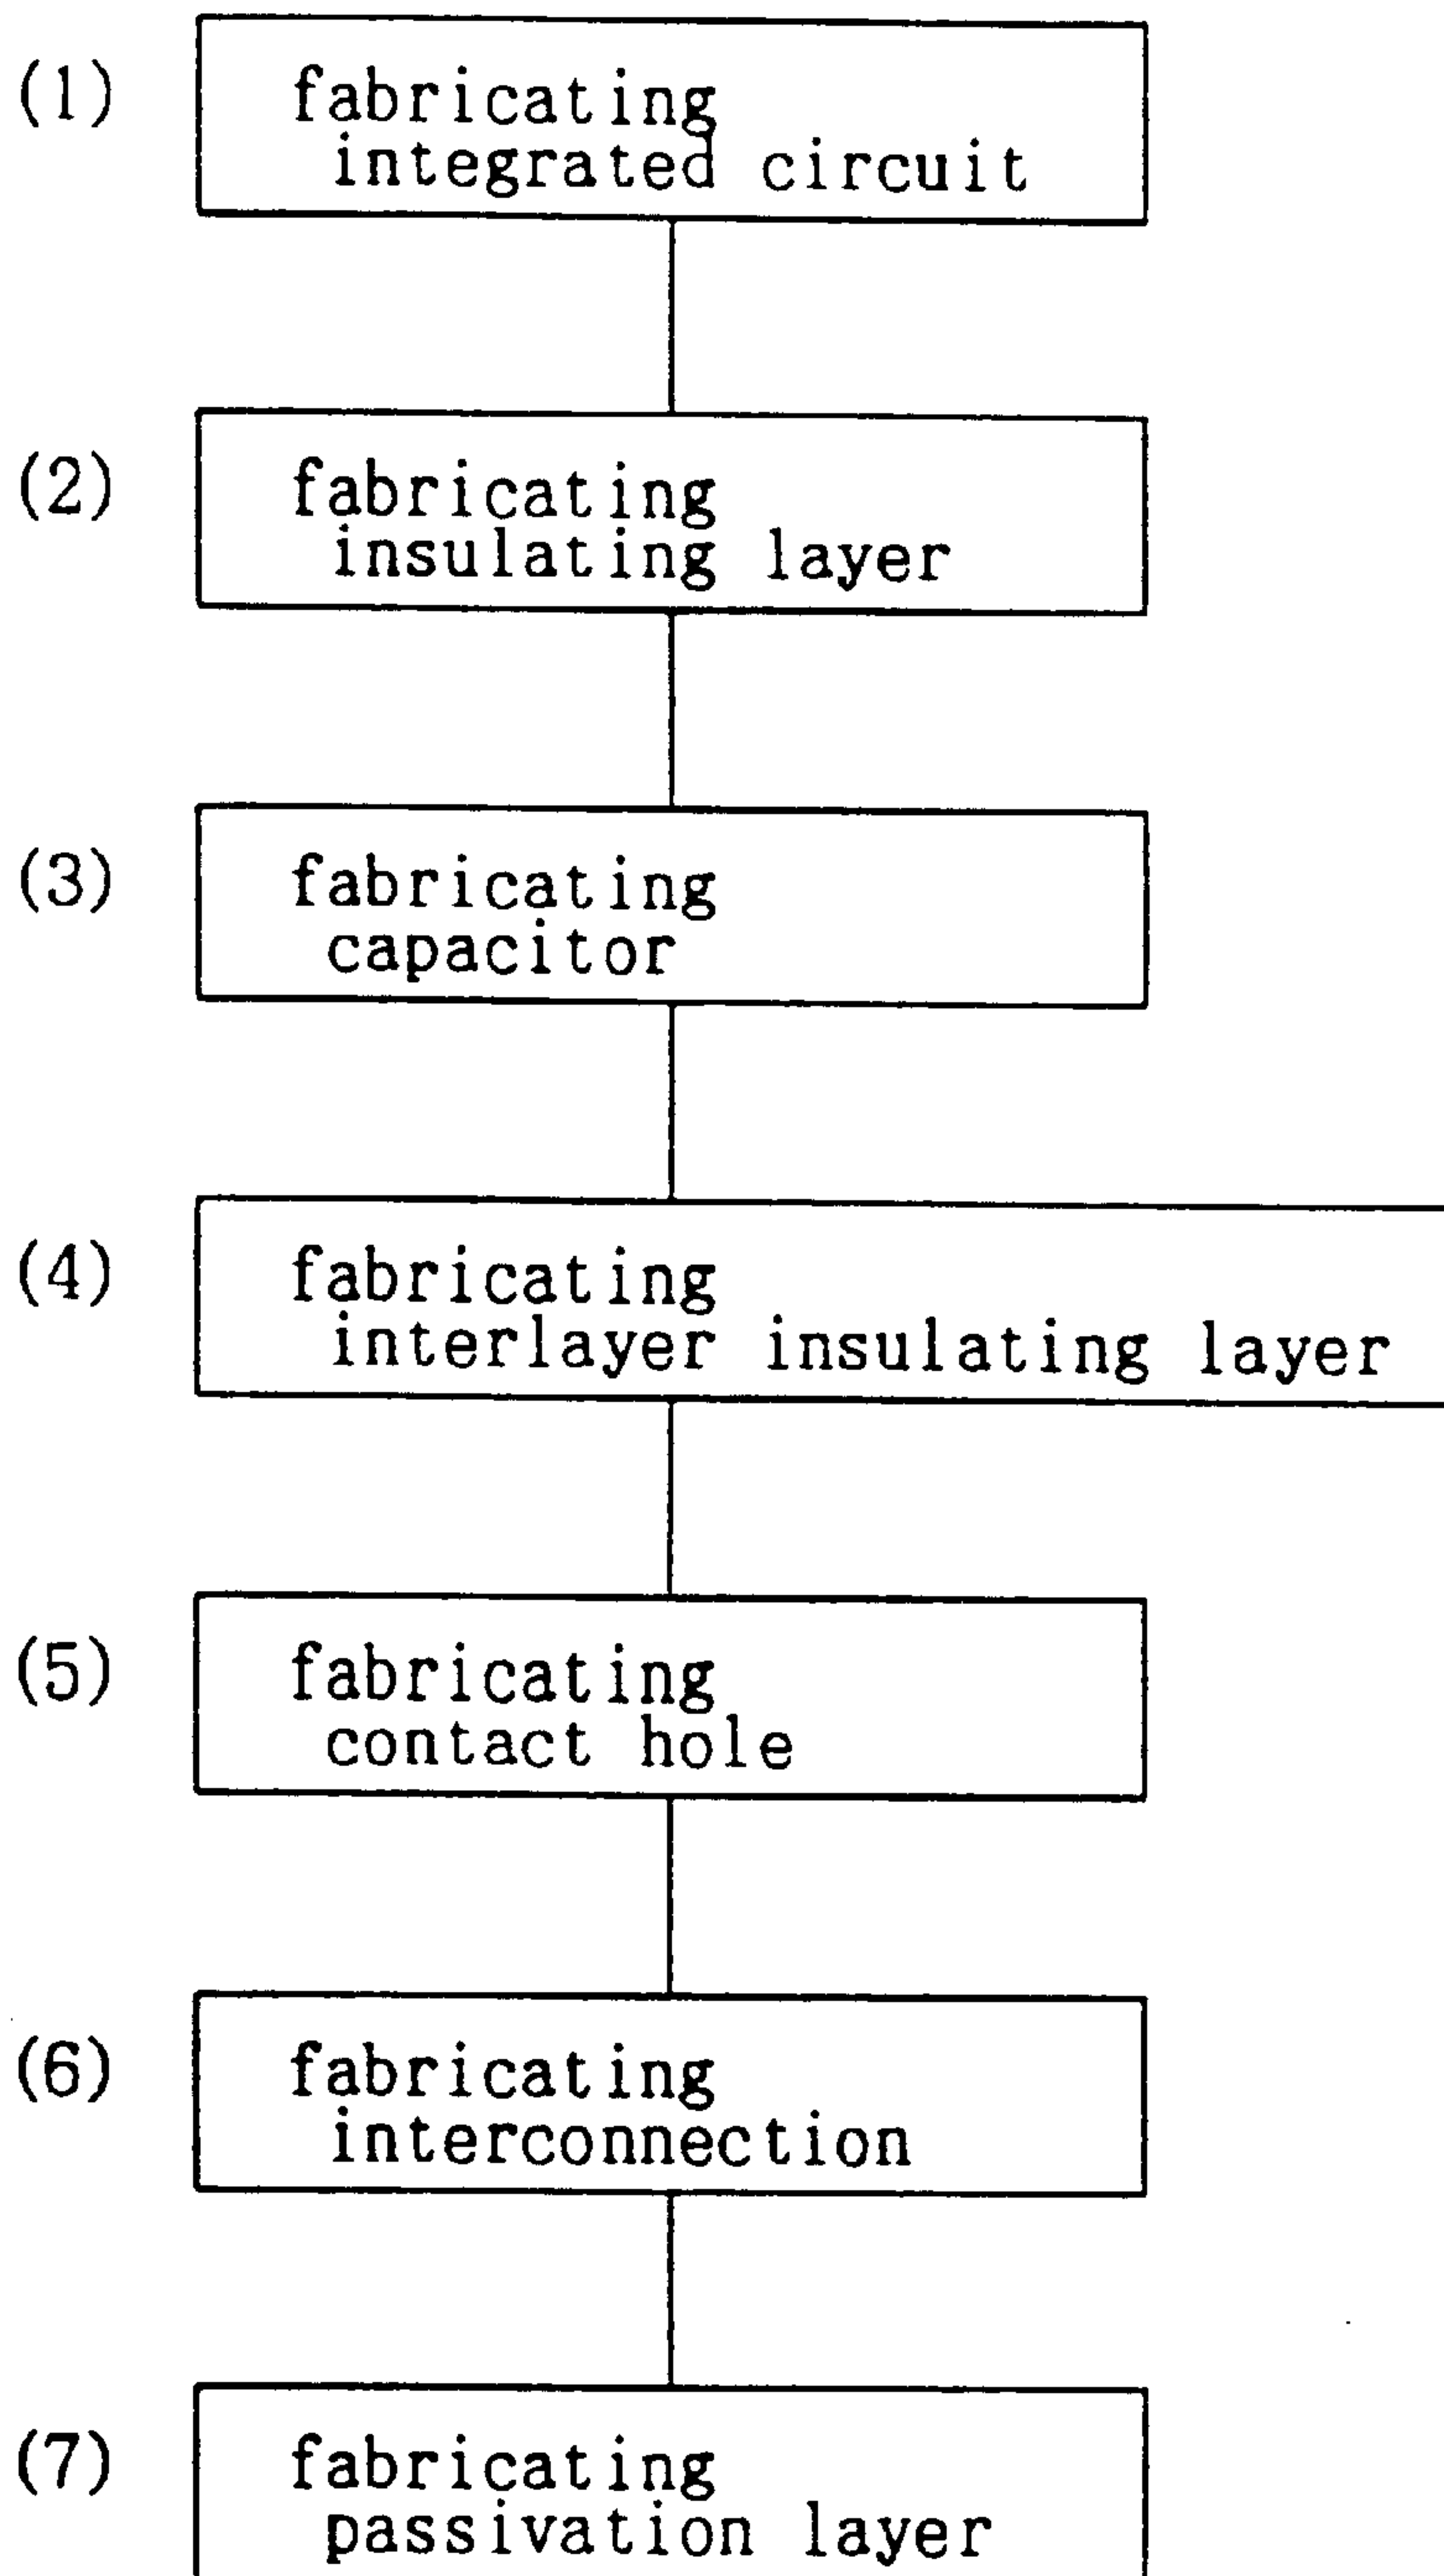 (1) fabricating
integrated circuit
(2) fabricating
insulating layer
(3) fabricating
capacitor
(4) fabricating
interlayer insulating layer
(5) fabricating
contact hole
(6) fabricating
interconnection
(7) fabricating
passivation layer